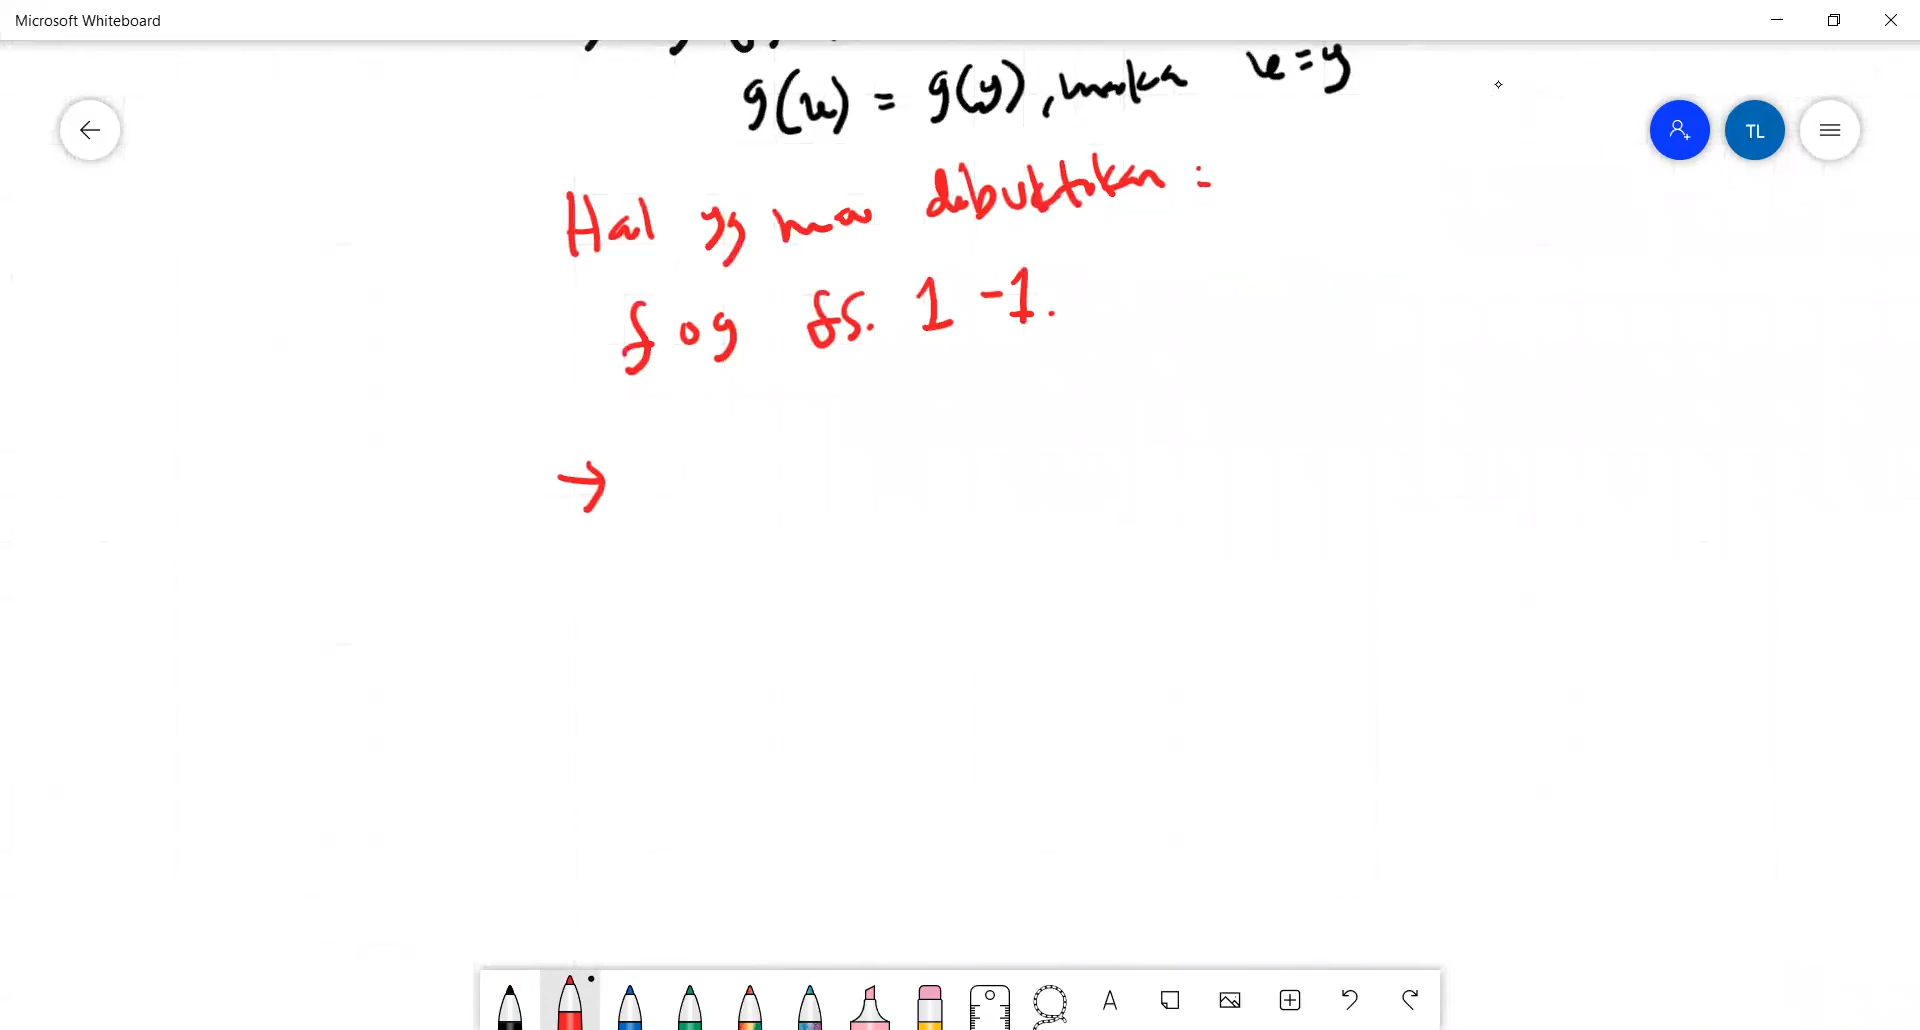 Microsoft Whiteboard
g(x) = g(y), maka x = y
TL
Hal yg mau dibuktikan :
f o g fs. 1 - 1.
→
A